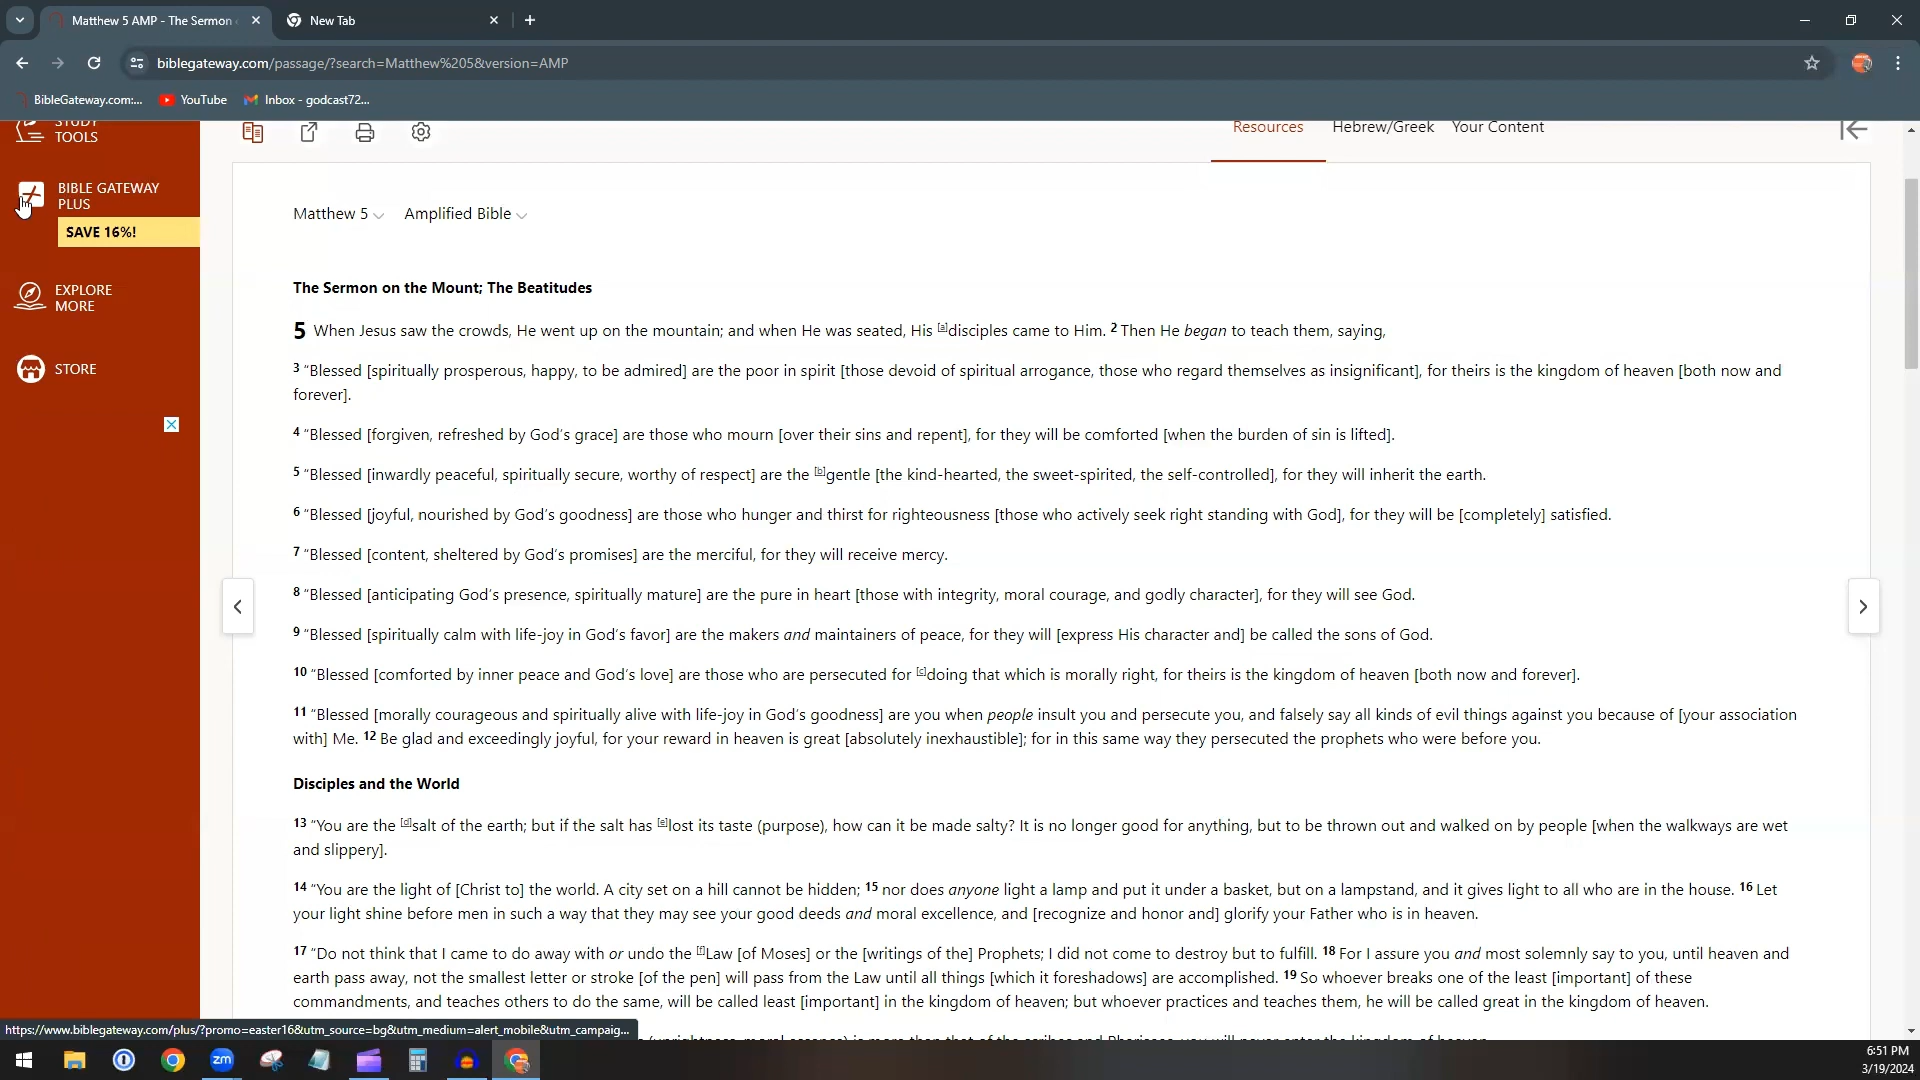 Matthew 5 AMP - The Sermon
New Tab
biblegateway.com/passage/?search=Matthew%205&version=AMP
BibleGateway.com:...
YouTube
Inbox - godcast72...
STUDY
TOOLS
BIBLE GATEWAY
PLUS
SAVE 16%!
EXPLORE
MORE
STORE
Resources Hebrew/Greek Your Content
Matthew 5 Amplified Bible
The Sermon on the Mount; The Beatitudes
5 When Jesus saw the crowds, He went up on the mountain; and when He was seated, His [a]disciples came to Him. 2 Then He began to teach them, saying,
3 “Blessed [spiritually prosperous, happy, to be admired] are the poor in spirit [those devoid of spiritual arrogance, those who regard themselves as insignificant], for theirs is the kingdom of heaven [both now and
forever].
4 “Blessed [forgiven, refreshed by God’s grace] are those who mourn [over their sins and repent], for they will be comforted [when the burden of sin is lifted].
5 “Blessed [inwardly peaceful, spiritually secure, worthy of respect] are the [b]gentle [the kind-hearted, the sweet-spirited, the self-controlled], for they will inherit the earth.
6 “Blessed [joyful, nourished by God’s goodness] are those who hunger and thirst for righteousness [those who actively seek right standing with God], for they will be [completely] satisfied.
7 “Blessed [content, sheltered by God’s promises] are the merciful, for they will receive mercy.
8 “Blessed [anticipating God’s presence, spiritually mature] are the pure in heart [those with integrity, moral courage, and godly character], for they will see God.
9 “Blessed [spiritually calm with life-joy in God’s favor] are the makers and maintainers of peace, for they will [express His character and] be called the sons of God.
10 “Blessed [comforted by inner peace and God’s love] are those who are persecuted for [c]doing that which is morally right, for theirs is the kingdom of heaven [both now and forever].
11 “Blessed [morally courageous and spiritually alive with life-joy in God’s goodness] are you when people insult you and persecute you, and falsely say all kinds of evil things against you because of [your association
with] Me. 12 Be glad and exceedingly joyful, for your reward in heaven is great [absolutely inexhaustible]; for in this same way they persecuted the prophets who were before you.
Disciples and the World
13 “You are the [d]salt of the earth; but if the salt has [e]lost its taste (purpose), how can it be made salty? It is no longer good for anything, but to be thrown out and walked on by people [when the walkways are wet
and slippery].
14 “You are the light of [Christ to] the world. A city set on a hill cannot be hidden; 15 nor does anyone light a lamp and put it under a basket, but on a lampstand, and it gives light to all who are in the house. 16 Let
your light shine before men in such a way that they may see your good deeds and moral excellence, and [recognize and honor and] glorify your Father who is in heaven.
17 “Do not think that I came to do away with or undo the [f]Law [of Moses] or the [writings of the] Prophets; I did not come to destroy but to fulfill. 18 For I assure you and most solemnly say to you, until heaven and
earth pass away, not the smallest letter or stroke [of the pen] will pass from the Law until all things [which it foreshadows] are accomplished. 19 So whoever breaks one of the least [important] of these
commandments, and teaches others to do the same, will be called least [important] in the kingdom of heaven; but whoever practices and teaches them, he will be called great in the kingdom of heaven.
https://www.biblegateway.com/plus/?promo=easter16&utm_source=bg&utm_medium=alert_mobile&utm_campaig...
zm
6:51 PM
3/19/2024